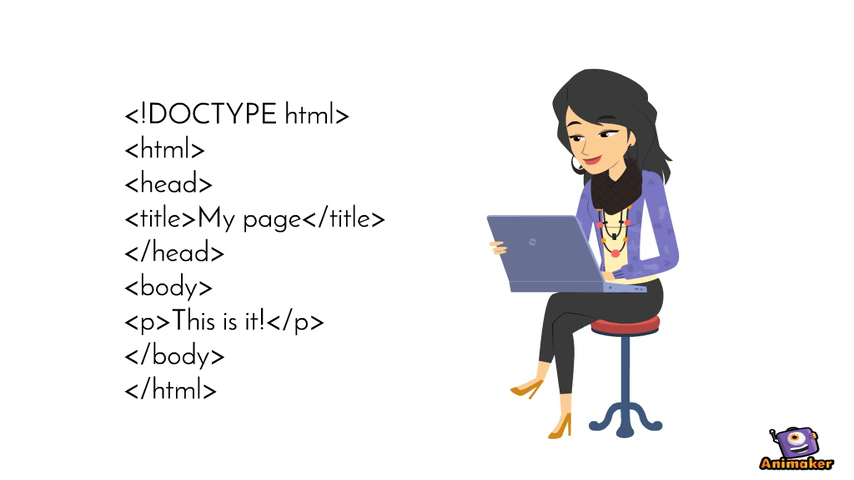 <!DOCTYPE html>
<html>
<head>
<title>My page</title>
</head>
<body>
<p>This is it!</p>
</body>
</html>
Animaker